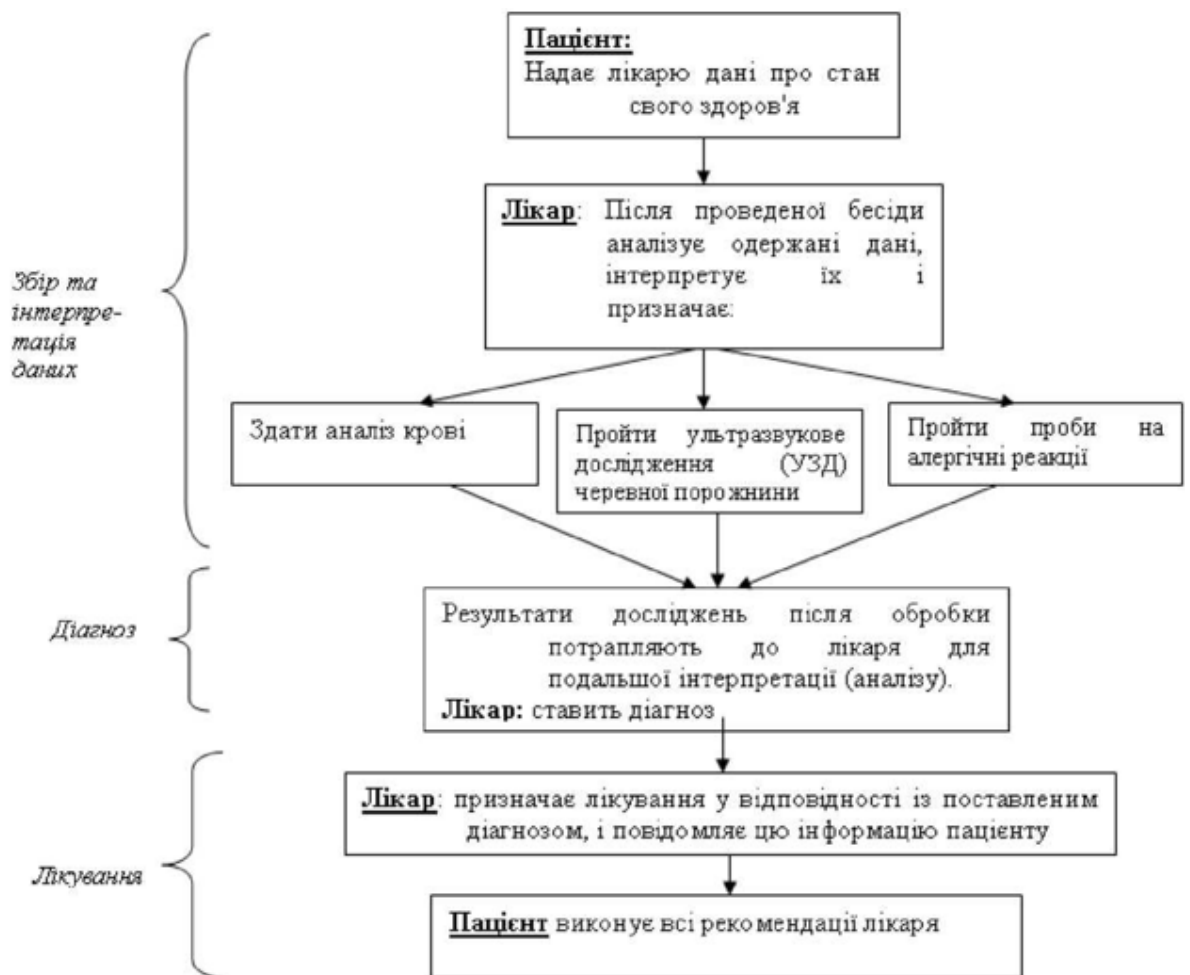 Пацієнт:
Надає лікарю дані про стан
свого здоров'я
Лікар: Після проведеної бесіди
аналізує одержані дані,
інтерпретує їх і
призначає:
Збір та
інтерпре-
тація
даних
Здати аналіз крові
Пройти ультразвукове
дослідження (УЗД)
черевної порожнини
Пройти проби на
алергічні реакції
Діагноз
Результати досліджень після обробки
потрапляють до лікаря для
подальшої інтерпретації (аналізу).
Лікар: ставить діагноз
Лікар: призначає лікування у відповідності із поставленим
діагнозом, і повідомляє цю інформацію пацієнту
Лікування
Пацієнт виконує всі рекомендації лікаря